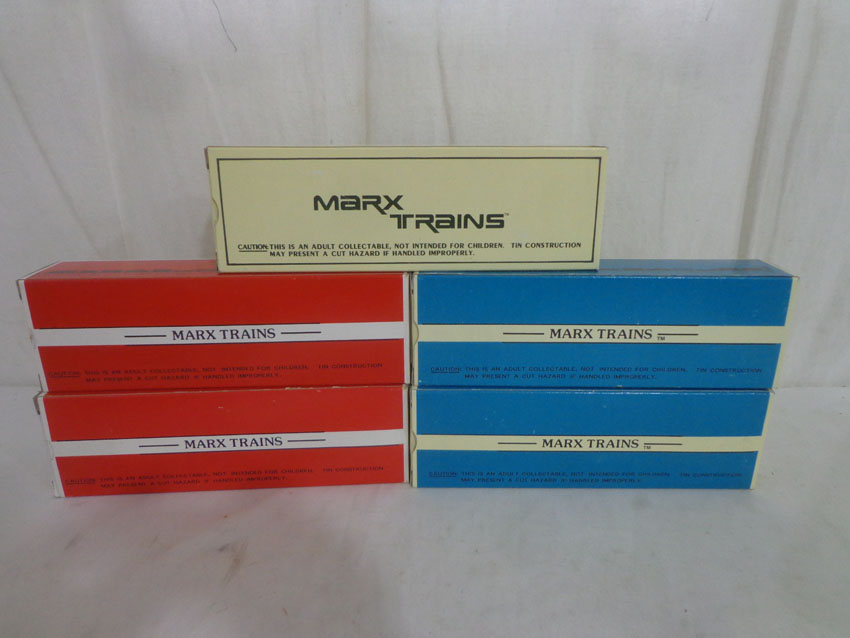 MARX
TRAINS™
CAUTION: THIS IS AN ADULT COLLECTABLE, NOT INTENDED FOR CHILDREN. TIN CONSTRUCTION
MAY PRESENT A CUT HAZARD IF HANDLED IMPROPERLY.
MARX TRAINS
CAUTION: THIS IS AN ADULT COLLECTABLE, NOT INTENDED FOR CHILDREN. TIN CONSTRUCTION
MAY PRESENT A CUT HAZARD IF HANDLED IMPROPERLY.
MARX TRAINS TM
CAUTION: THIS IS AN ADULT COLLECTABLE, NOT INTENDED FOR CHILDREN. TIN CONSTRUCTION
MAY PRESENT A CUT HAZARD IF HANDLED IMPROPERLY.
MARX TRAINS
CAUTION: THIS IS AN ADULT COLLECTABLE, NOT INTENDED FOR CHILDREN. TIN CONSTRUCTION
MAY PRESENT A CUT HAZARD IF HANDLED IMPROPERLY.
MARX TRAINS TM
CAUTION: THIS IS AN ADULT COLLECTABLE, NOT INTENDED FOR CHILDREN. TIN CONSTRUCTION
MAY PRESENT A CUT HAZARD IF HANDLED IMPROPERLY.